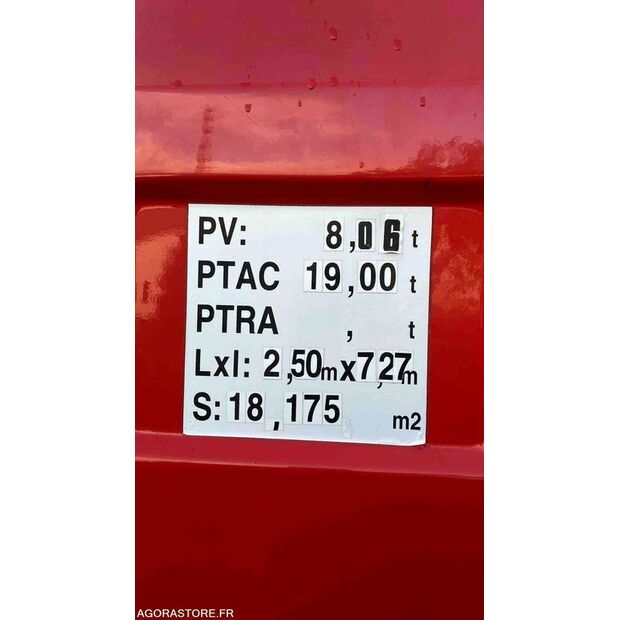 PV: 8,06 t
PTAC 19,00 t
PTRA , t
Lxl: 2,50m x 7,27m
S: 18,175 m2
AGORASTORE.FR